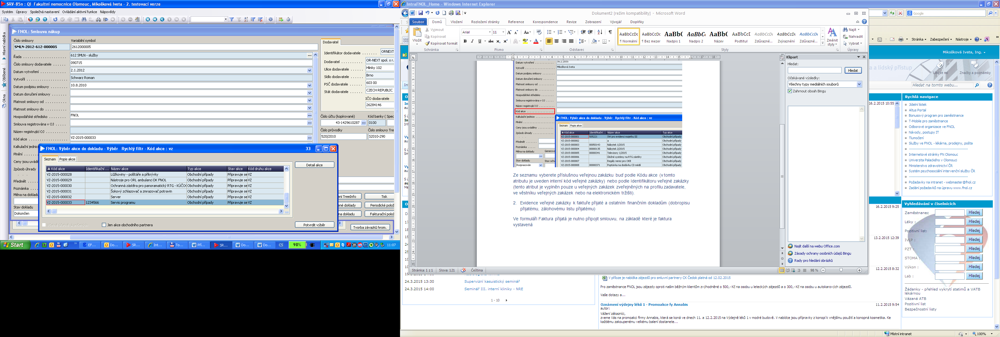 SRV-85n : QI  Fakultní nemocnice Olomouc, Mikošková Iveta - 2. testovací verze
Systém Úpravy Společná nastavení Ovládání aktivní funkce Nápovědy
Hlavní nabídka
Oblíbené
Okna
FNOL: Smlouva nákup
Číslo smlouvy Variabilní symbol
SMLN-2012-612-000005 2612000005
Řada 612 SMLN - služby
Číslo smlouvy dodavatele 090715
Datum vytvoření 2.1.2012
Vytvořil Schwarz Roman
Datum podpisu smlouvy 10.8.2010
Datum doručení smlouvy
Platnost smlouvy od
Platnost smlouvy do
Hospodářské středisko FNOL
Smlouva registrována v OJ
Název registrující OJ
Kód akce VZ-2015-000033
Kalkulační jednice
Plnění
Ceny jsou uvádě
Způsob úhrady
Předmět
Poznámka
Měna na dokladu
Stav dokladu
Dokončen
Dodavatel
Identifikátor dodavatele ORNEXT
Dodavatel OR-NEXT spol. s r.
Ulice dodavatele Hlinky 102
Sídlo dodavatele Brno
PSČ dodavatele 603 00
Stát dodavatele CZECH REPUBLIC
IČO dodavatele
26284146
Číslo účtu (kopírované) Kód banky ( Spec
43-1429610287 0100
Číslo průvodky Číslo smlouvy Tre
520/2010 S2010-290
ení TreeInfo Tisk
ené doklady Periodické polož
na dokladu Fakturační polož
Tvorba závazků hrom.
FNOL: Výběr akce do dokladu - Výběr   Rychlý filtr - Kód akce : vz 33
Seznam Popis akce
Kód akce Identifikační ... Název akce Typ akce Stav akce Kód druhu akce
VZ-2015-000028 Lůžkoviny - polštáře a přikrývky Obchodní případy Připravuje se VZ
VZ-2015-000029 Nástroje pro ORL ambulanci DK FNOL Obchodní případy Připravuje se VZ
VZ-2015-000030 Ochranná zástěra pro panoramatický RTG - KÚČO Obchodní případy Připravuje se VZ
VZ-2015-000031 Šokový zchlazovač a zmrazovač potravin Obchodní případy Připravuje se VZ
VZ-2015-000032 Server Obchodní případy Připravuje se VZ
VZ-2015-000033 1234566 Servis programu Obchodní případy Připravuje se VZ
Detail akce
Včetně účetně ukončených Jen akce obchodního partnera Potvrdit výběr
Start EF... Do... SR... Int... To... Pří... SR... Do... Do... CS 98% 11:07
IntraFNOL_Home - Windows Internet Explorer
Dokument2 [režim kompatibility] - Microsoft Word
Soubor Domů Vložení Rozložení stránky Reference Korespondence Revize Zobrazení Vývojář Doplňky
Vložit
Vyjmout
Kopírovat
Kopírovat formát
Schránka
Arial 11
Písmo
Odstavec
¶ Normální ¶ Bez mezer Nadpis 1 Nadpis 2 Název Podtitul Zdůrazně... Zvýraznění Zdůrazně...
Změnit styly
Styly
Najít
Nahradit
Vybrat
Úpravy
Datum vytvoření 16.2.2015
Vytvořil Mikošková Iveta
Datum podpisu smlouvy
Datum doručení smlouvy
Platnost smlouvy od
Platnost smlouvy do
Hospodářské středisko
Smlouva registrována v OJ
Název registrující OJ
Kód akce
Kalkulační jednice
Plnění
Ceny jsou uváděny
Způsob úhrady
Předmět
Poznámka
Měna na dokladu Generova
Stav dokladu Stav sch
Rozpracován
FNOL: Výběr akce do dokladu - Výběr   Rychlý filtr - Kód akce : vz
Seznam Popis akce
Kód akce Identifikační ... Název akce Typ akce
VZ-2015-000001 505221 SW pro evidenci majetku III Obchodní případy
VZ-2015-000002 a Obchodní případy
VZ-2015-000003 00050143 Nábytek 1/2015 Obchodní případy
VZ-2015-000004 00000135 Nábytek 2/2015 Obchodní případy
VZ-2015-000005 00000341 Televizory 1/2015 Obchodní případy
VZ-2015-000006 Úložné systémy na RTG zástěry Obchodní případy
VZ-2015-000007 Regály nerez pro OKB Obchodní případy
VZ-2015-000008 00000371 Poptávka na dodávku CD médií Obchodní případy
Ze seznamu vyberete příslušnou veřejnou zakázku buď podle Kódu akce (v tomto
atributu je uveden interní kód veřejné zakázky) nebo podle Identifikátoru veřejné zakázky
(tento atribut je vyplněn pouze u veřejných zakázek zveřejněných na profilu zadavatele,
ve věstníku veřejných zakázek nebo na elektronickém tržišti).
2. Evidence veřejné zakázky k faktuře přijaté a ostatním finančním dokladům (dobropisu
přijatému, zálohovému listu přijatému)
Ve formuláři Faktura přijatá je nutno připojit smlouvu, na základě které je faktura
vystavená
Stránka: 1 z 1 Slova: 121 Čeština 98 %
Klipart
Hledat:
Hledat
Očekávané výsledky:
Všechny typy mediálních souborů
Zahrnout obsah Bingu
Najít další na webu Office.com
Zásady ochrany osobních údajů Bingu
Rady pro hledání obrázků
Google
Stránka Zabezpečení Nástroje
Mikošková Iveta, Ing.
a a lidský přístup
Líbí se mi Značky a poznámky
Hledat na tomto webu...
Rychlá navigace
16.2.2015 10:55
Jídelní lístek
Altus Portal
Bonusový program pro zaměstnance
T-Mobile pro zaměstnance
Odborové organizace ve FNOL
Návody, postupy IT
Tlumočení
Služby ve FNOL - lékárna, prodejny, pošta
Internetové stránky FN Olomouc
Univerzita Palackého v Olomouci
Ministerstvo zdravotnictví ČR
Systém psychosociální intervenční služby ČR
Požadavky na intranet - webmaster@fnol.cz
Zadání požadavků na úpravu www.fnol.cz
Vyhledávání v číselnících
16.2.2015 9:25
Zaměstnanec Hledej
Léky : Hledej
Pozitivní list: Hledej
13.2.2015 12:39
IVLP : Hledej
PZT : Hledej
STOMA : Hledej
12.2.2015 8:32
Výkon : Hledej
Lab : Hledej
Žádanky - přehled vykrytí statimů a VATB
lékárnou
Vázaná ATB
Pozitivní list
Bezpečnostní listy
24.3.2015 13:30 Supervizní kasuistický seminář
24.3.2015 14:00 Seminář III. interní kliniky - NRE
1 - 10
V příloze je nabídka zájezdů pro smluvní partnery CK Čedok platná od 12.02.2015
Pro zaměstnance FNOL jsou zájezdy oproti našim běžným klientům zvýhodněné o 500,- Kč na osobu u leteckých zájezdů a o 300,- Kč na osobu u autokarových zájezdů.
Vaše dotazy a...
Oznámení výdejny léků 1 - Promoakce fy Annabis 11.2.2015 9:54
autor:
Vážení zákazníci,
zveme Vás na promoakci firmy Annabis, která se koná ve dnech 11. a 12.2.2015 na Výdejně léků 1 v modré budově. V nabídce jsou přípravky z konopí k vnějšímu použití a konopná kosmetika. Ke
každému zakoupenému velkému balení dostanete...
Místní intranet 100%